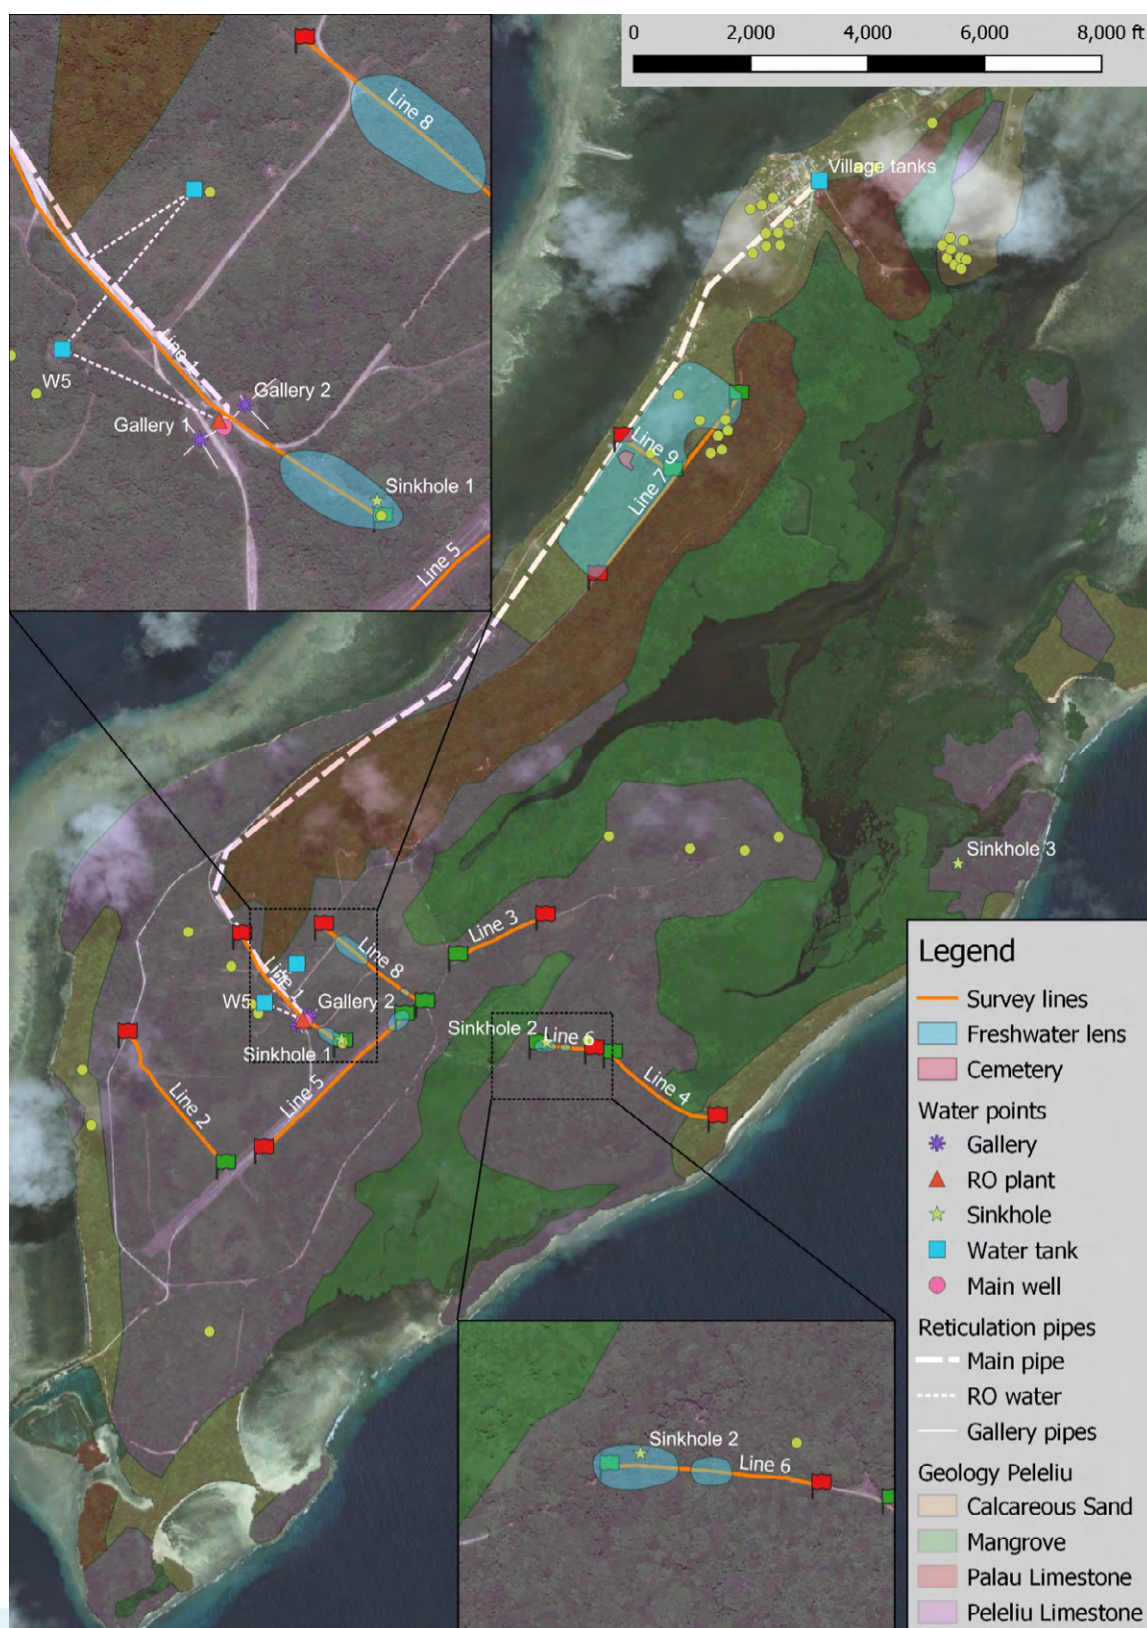 0 2,000 4,000 6,000 8,000 ft
Line 8
Line 1
W5
Gallery 2
Gallery 1
Sinkhole 1
Line 5
Village tanks
Line 9
Line 7
Sinkhole 3
Line 3
Line 8
Line 1
W5
Gallery 2
Sinkhole 1
Sinkhole 2
Line 6
Line 5
Line 4
Line 2
Sinkhole 2
Line 6
Legend
Survey lines
Freshwater lens
Cemetery
Water points
Gallery
RO plant
Sinkhole
Water tank
Main well
Reticulation pipes
Main pipe
RO water
Gallery pipes
Geology Peleliu
Calcareous Sand
Mangrove
Palau Limestone
Peleliu Limestone